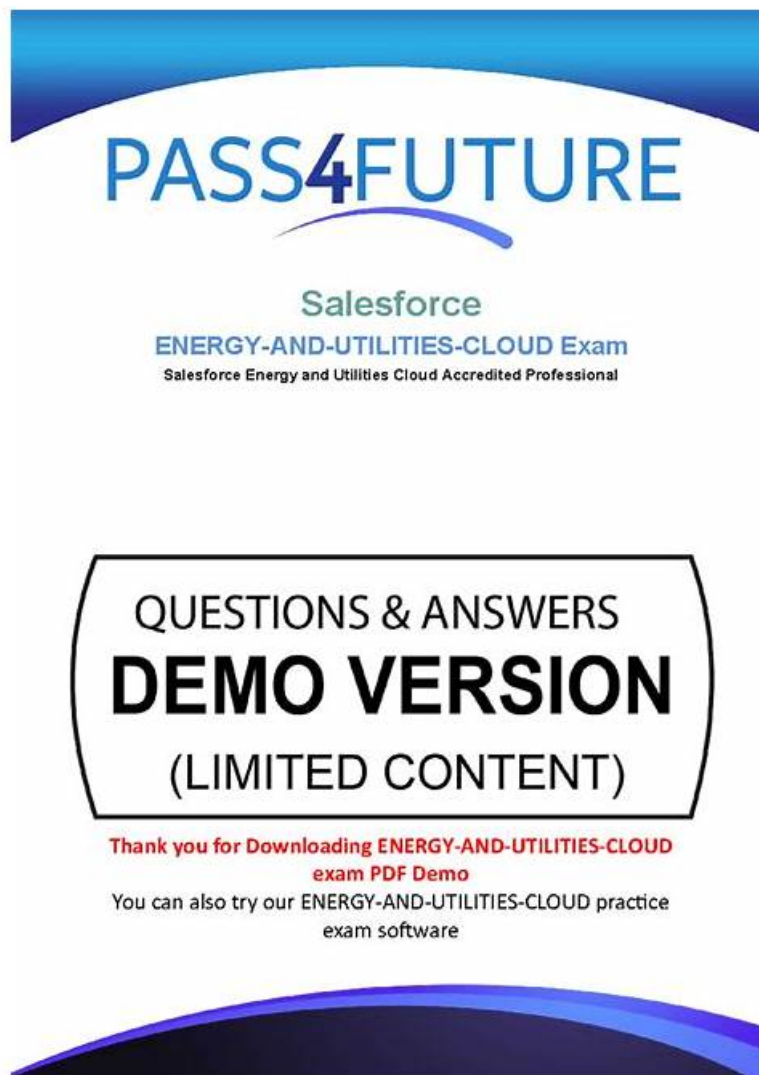 PASS4FUTURE
Salesforce
ENERGY-AND-UTILITIES-CLOUD Exam
Salesforce Energy and Utilities Cloud Accredited Professional
QUESTIONS & ANSWERS
DEMO VERSION
(LIMITED CONTENT)
Thank you for Downloading ENERGY-AND-UTILITIES-CLOUD
exam PDF Demo
You can also try our ENERGY-AND-UTILITIES-CLOUD practice
exam software